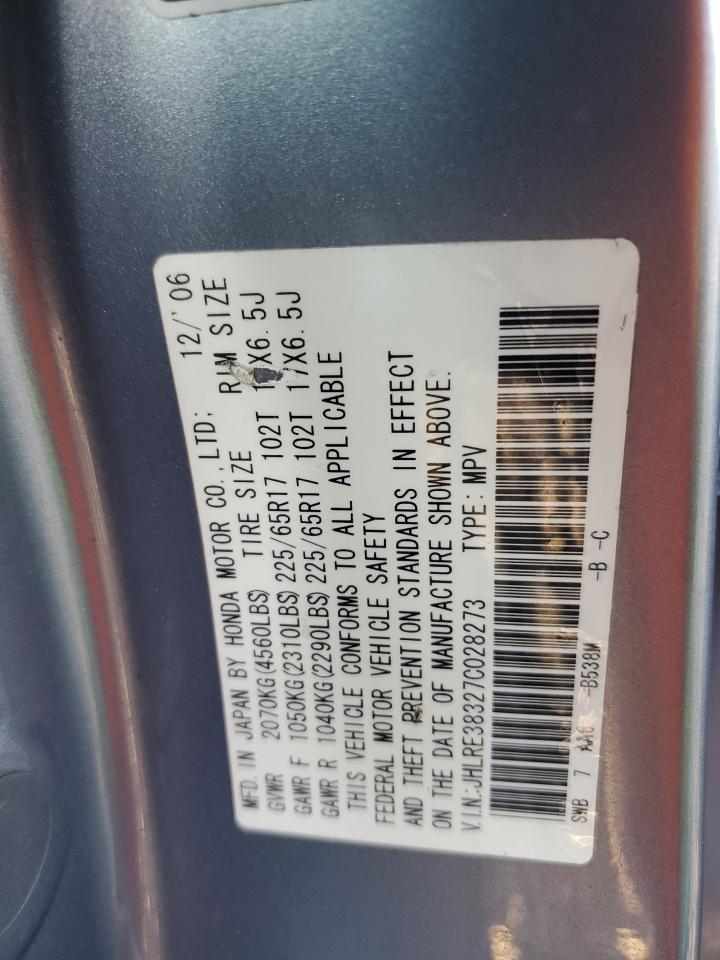 MFD. IN JAPAN BY HONDA MOTOR CO.,LTD; 12/'06
GVWR 2070KG(4560LBS) TIRE SIZE RIM SIZE
GAWR F 1050KG(2310LBS) 225/65R17 102T 17X6.5J
GAWR R 1040KG(2290LBS) 225/65R17 102T 17X6.5J
THIS VEHICLE CONFORMS TO ALL APPLICABLE
FEDERAL MOTOR VEHICLE SAFETY
AND THEFT PREVENTION STANDARDS IN EFFECT
ON THE DATE OF MANUFACTURE SHOWN ABOVE.
V.I.N.:JHLRE38327C028273 TYPE: MPV
SWB 7 -B538M -B -C